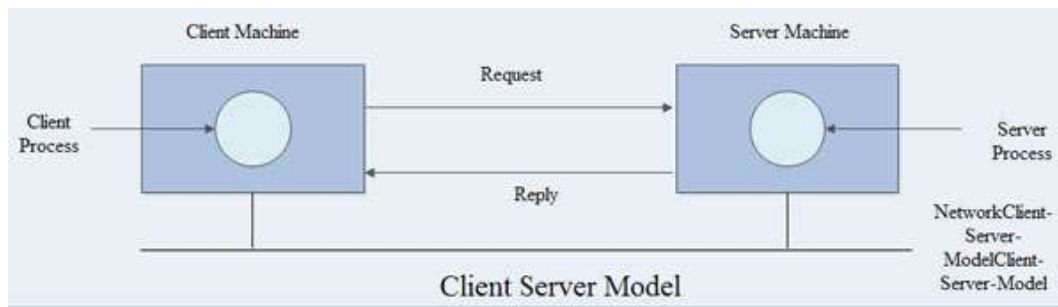 Client Machine
Server Machine
Request
Client
Process
Server
Process
Reply
NetworkClient-
Server-
ModelClient-
Server-Model
Client Server Model